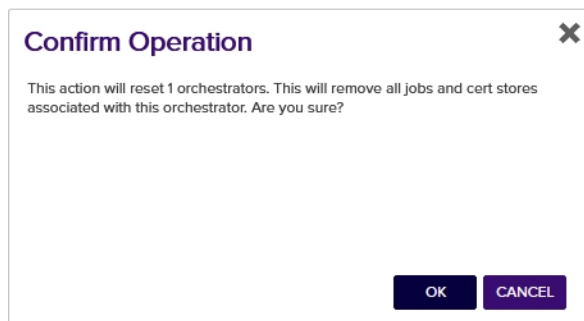 Confirm Operation
This action will reset 1 orchestrators. This will remove all jobs and cert stores
associated with this orchestrator. Are you sure?
OK
CANCEL